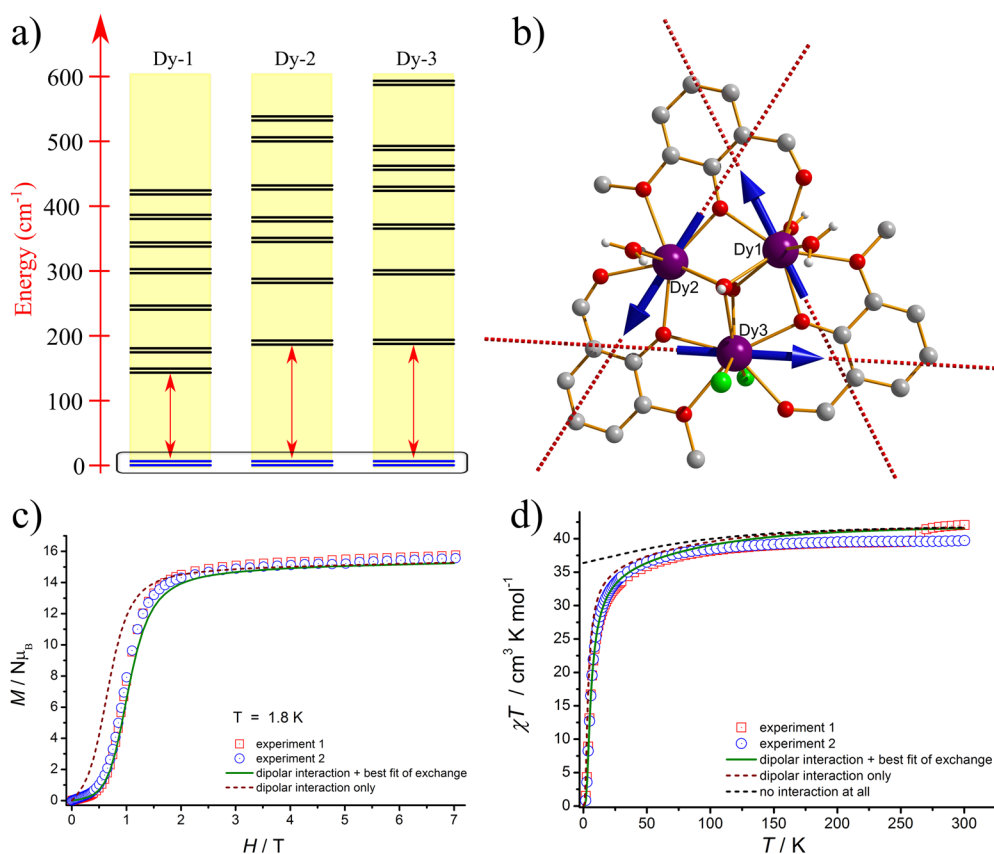 a)
Dy-1 Dy-2 Dy-3
Energy (cm⁻¹)
600
500
400
300
200
100
0
b)
Dy1
Dy2
Dy3
c)
M / Nμ_B
16
14
12
10
8
6
4
2
0
T = 1.8 K
experiment 1
experiment 2
dipolar interaction + best fit of exchange
dipolar interaction only
0 1 2 3 4 5 6 7
H / T
d)
χT / cm³ K mol⁻¹
40
35
30
25
20
15
10
5
0
experiment 1
experiment 2
dipolar interaction + best fit of exchange
dipolar interaction only
no interaction at all
0 50 100 150 200 250 300
T / K